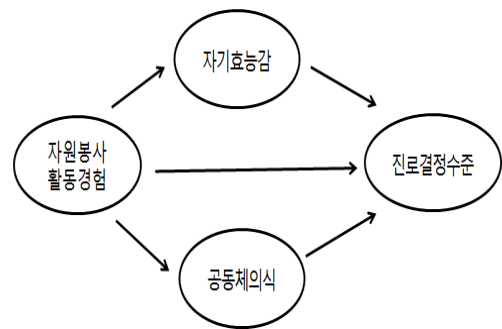 자기효능감
자원봉사
활동경험
진로결정수준
공동체의식